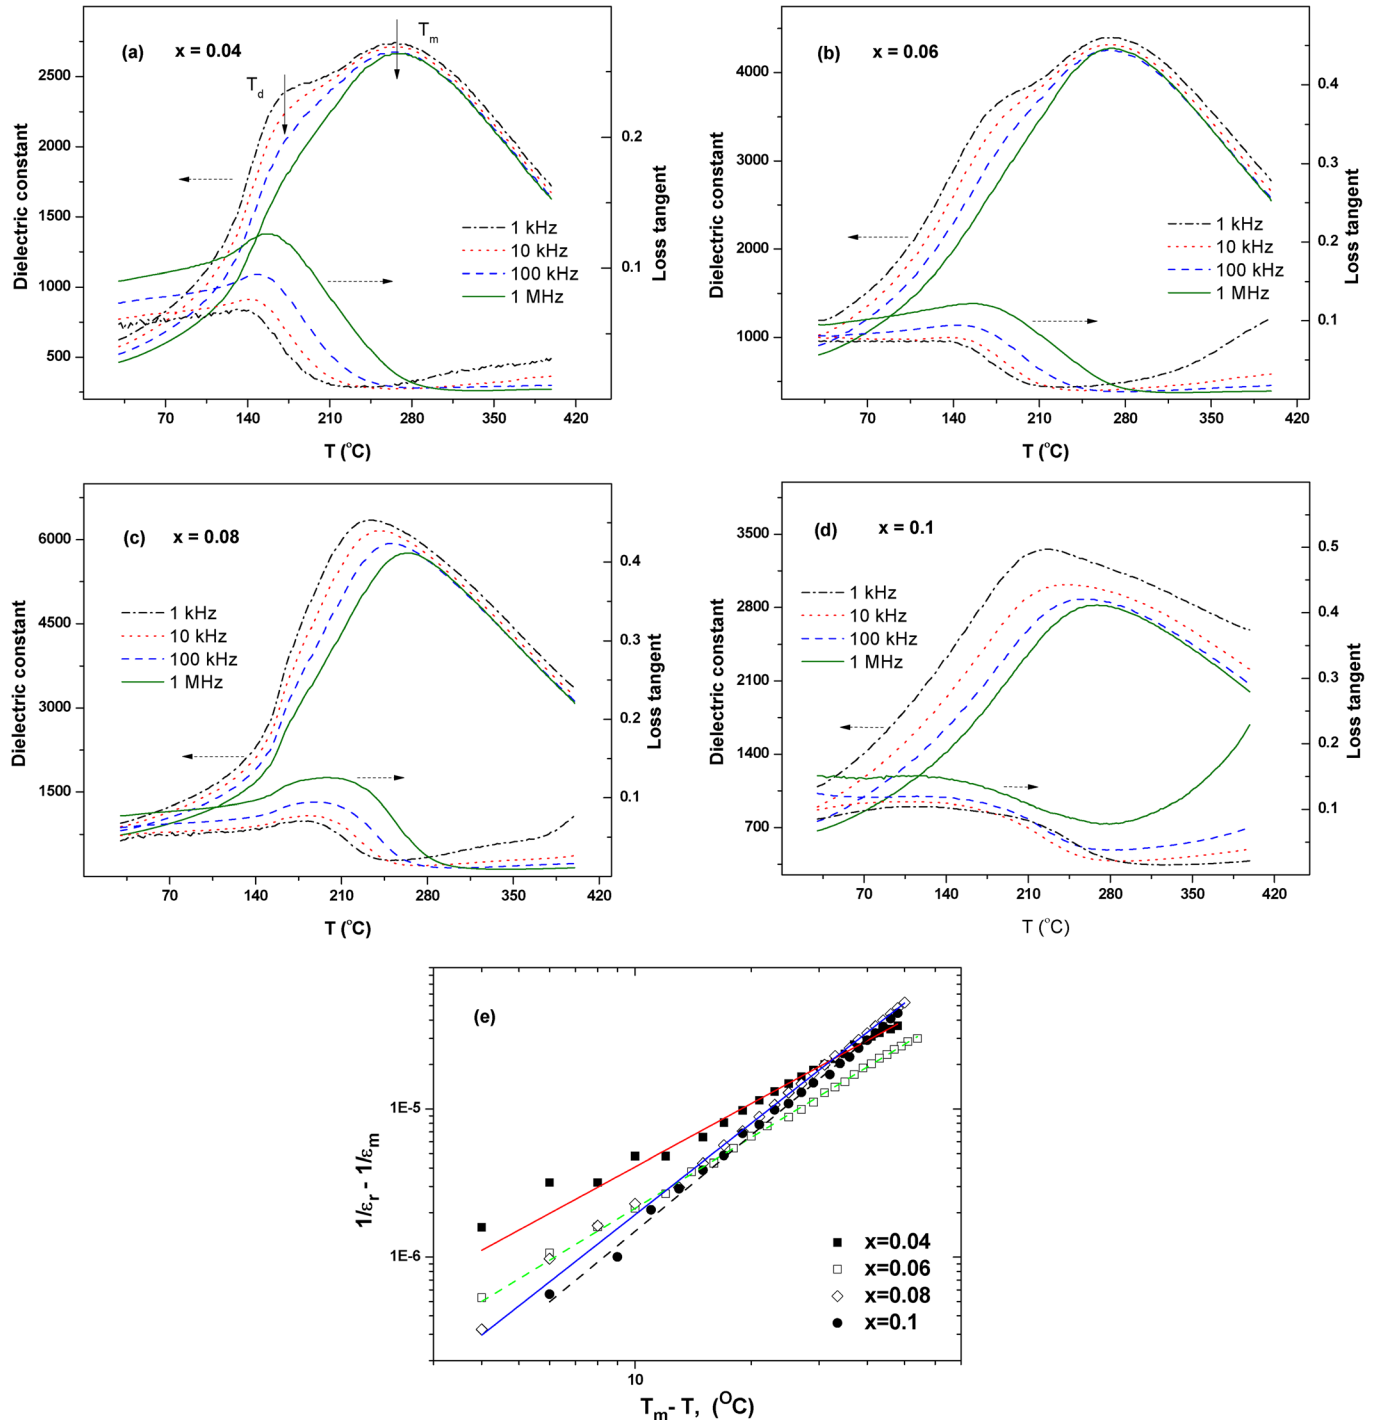 (a)
x = 0.04
T_m
T_d
2500
2000
1500
1000
500
0.2
0.1
Dielectric constant
Loss tangent
1 kHz
10 kHz
100 kHz
1 MHz
70
140
210
280
350
420
T (°C)
(b)
x = 0.06
4000
3000
2000
1000
0.4
0.3
0.2
0.1
Dielectric constant
Loss tangent
1 kHz
10 kHz
100 kHz
1 MHz
70
140
210
280
350
420
T (°C)
(c)
x = 0.08
6000
4500
3000
1500
0.4
0.3
0.2
0.1
Dielectric constant
Loss tangent
1 kHz
10 kHz
100 kHz
1 MHz
70
140
210
280
350
420
T (°C)
(d)
x = 0.1
3500
2800
2100
1400
700
0.5
0.4
0.3
0.2
0.1
Dielectric constant
Loss tangent
1 kHz
10 kHz
100 kHz
1 MHz
70
140
210
280
350
420
T (°C)
(e)
1E-5
1E-6
1/ε_r - 1/ε_m
x=0.04
x=0.06
x=0.08
x=0.1
10
T_m - T, (°C)